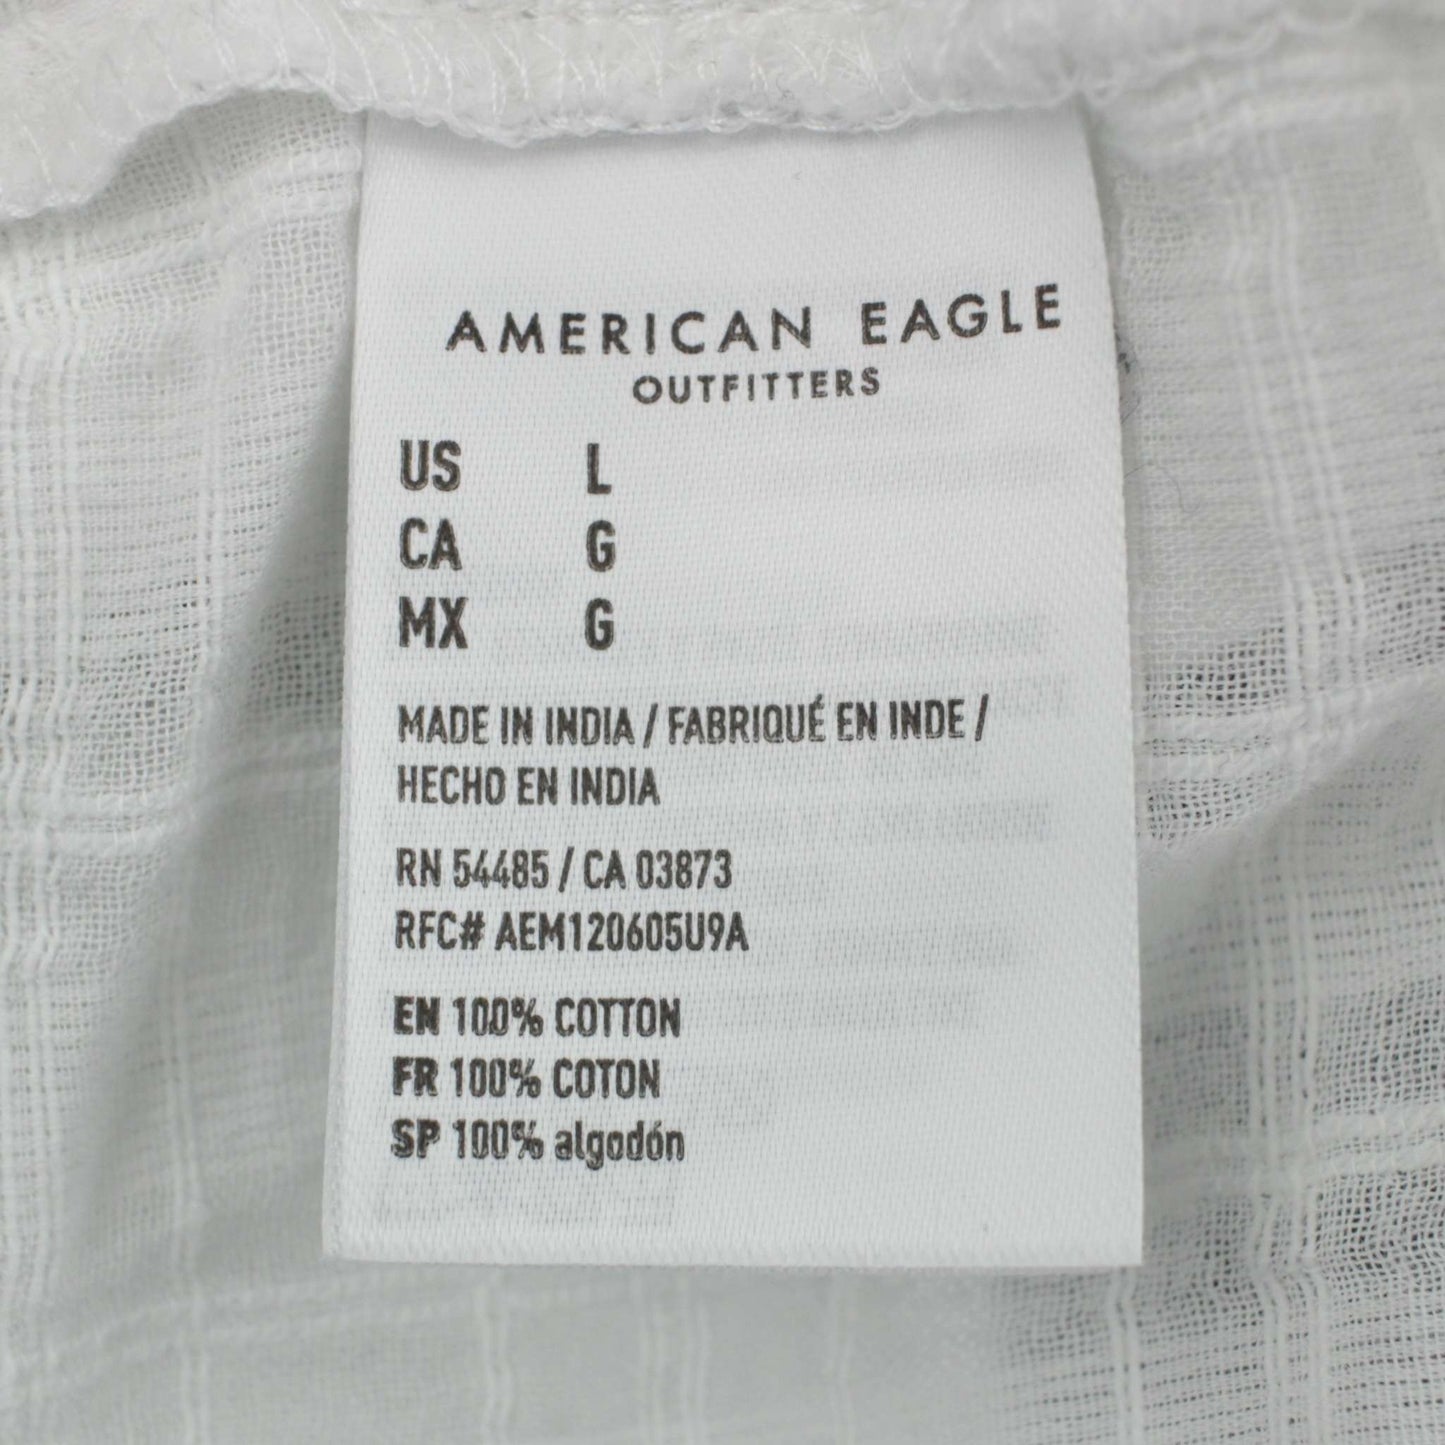 AMERICAN EAGLE
OUTFITTERS
US L
CA G
MX G
MADE IN INDIA / FABRIQUÉ EN INDE /
HECHO EN INDIA
RN 54485 / CA 03873
RFC# AEM120605U9A
EN 100% COTTON
FR 100% COTON
SP 100% algodón